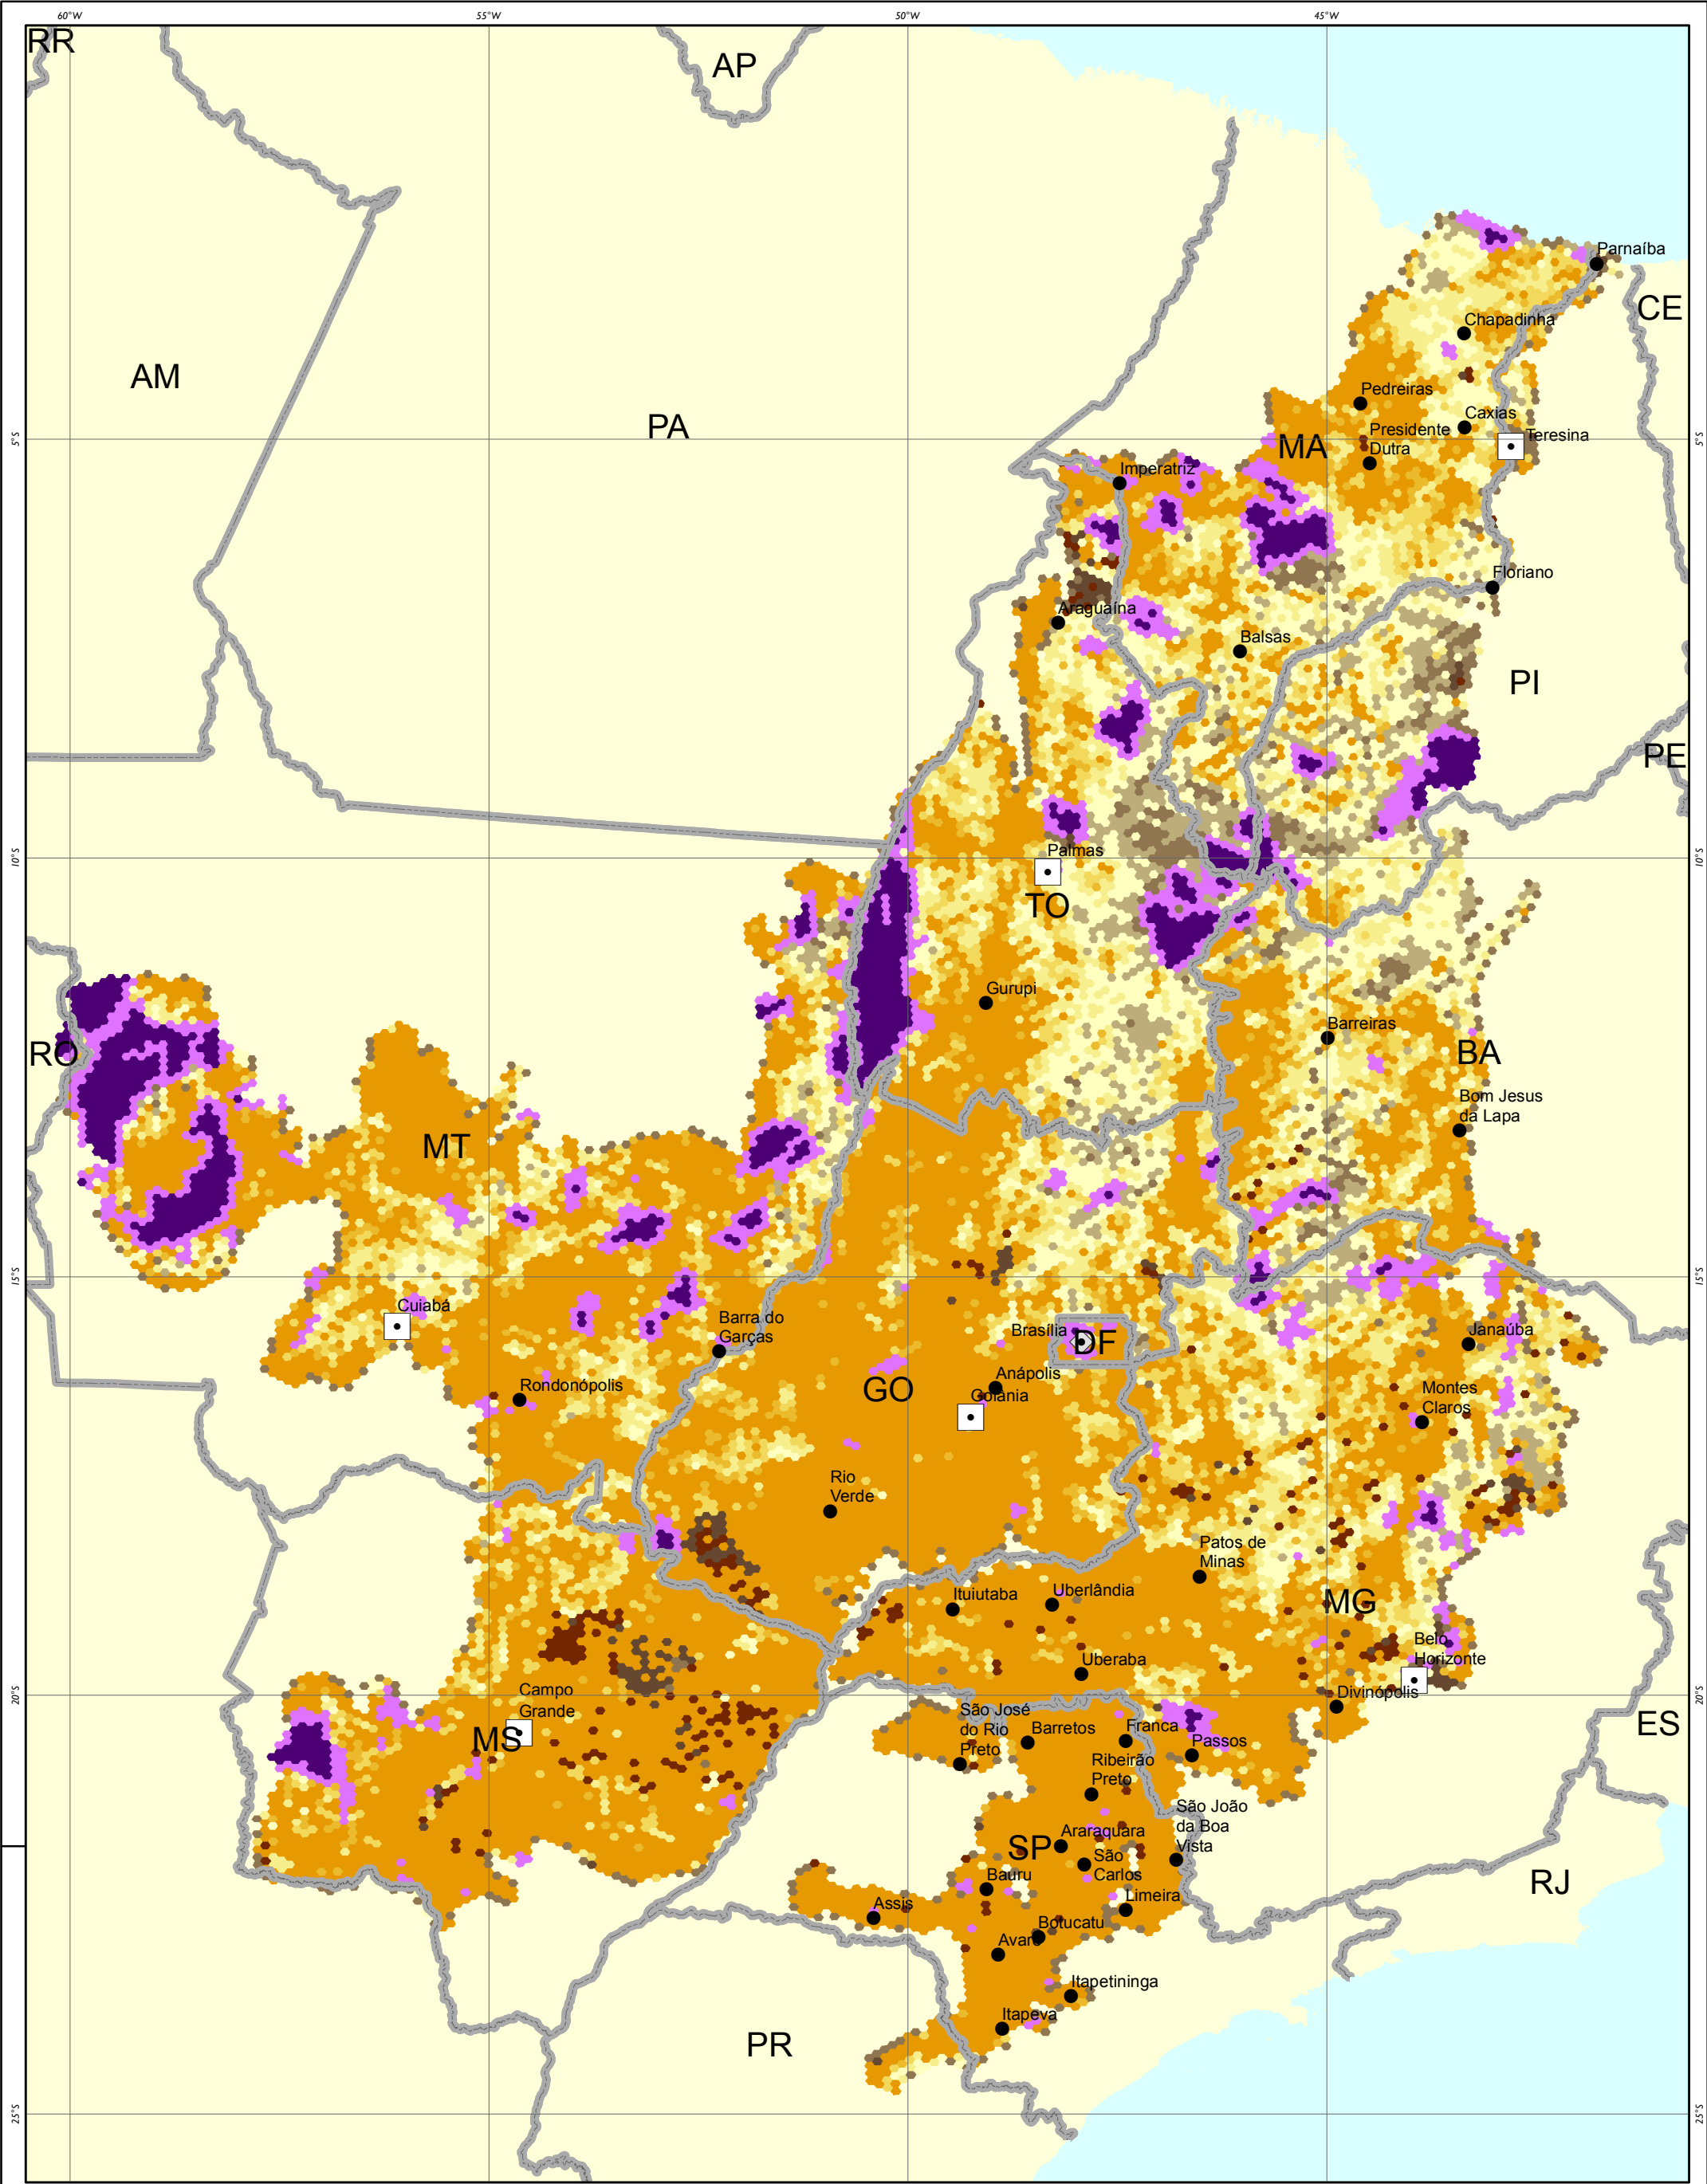 60°W
55°W
50°W
45°W
RR
AP
Parnaíba
CE
Chapadinha
AM
Pedreiras
PA
Caxias
Presidente
Dutra
Teresina
5°S
5°S
MA
Imperatriz
Floriano
Araguaína
Balsas
PI
PE
Palmas
10°S
10°S
TO
Gurupi
Barreiras
RO
BA
Bom Jesus
da Lapa
MT
15°S
15°S
Cuiabá
Barra do
Garças
Brasília
DF
Janaúba
Rondonópolis
GO
Anápolis
Goiânia
Montes
Claros
Rio
Verde
Patos de
Minas
Ituiutaba
Uberlândia
MG
Belo
Horizonte
Uberaba
Campo
Grande
20°S
20°S
Divinópolis
MS
São José
do Rio
Preto
Barretos
Franca
Passos
ES
Ribeirão
Preto
São João
da Boa
Vista
SP
Araraquara
São
Carlos
Bauru
RJ
Assis
Limeira
Botucatu
Avaré
Itapetininga
Itapeva
PR
25°S
25°S